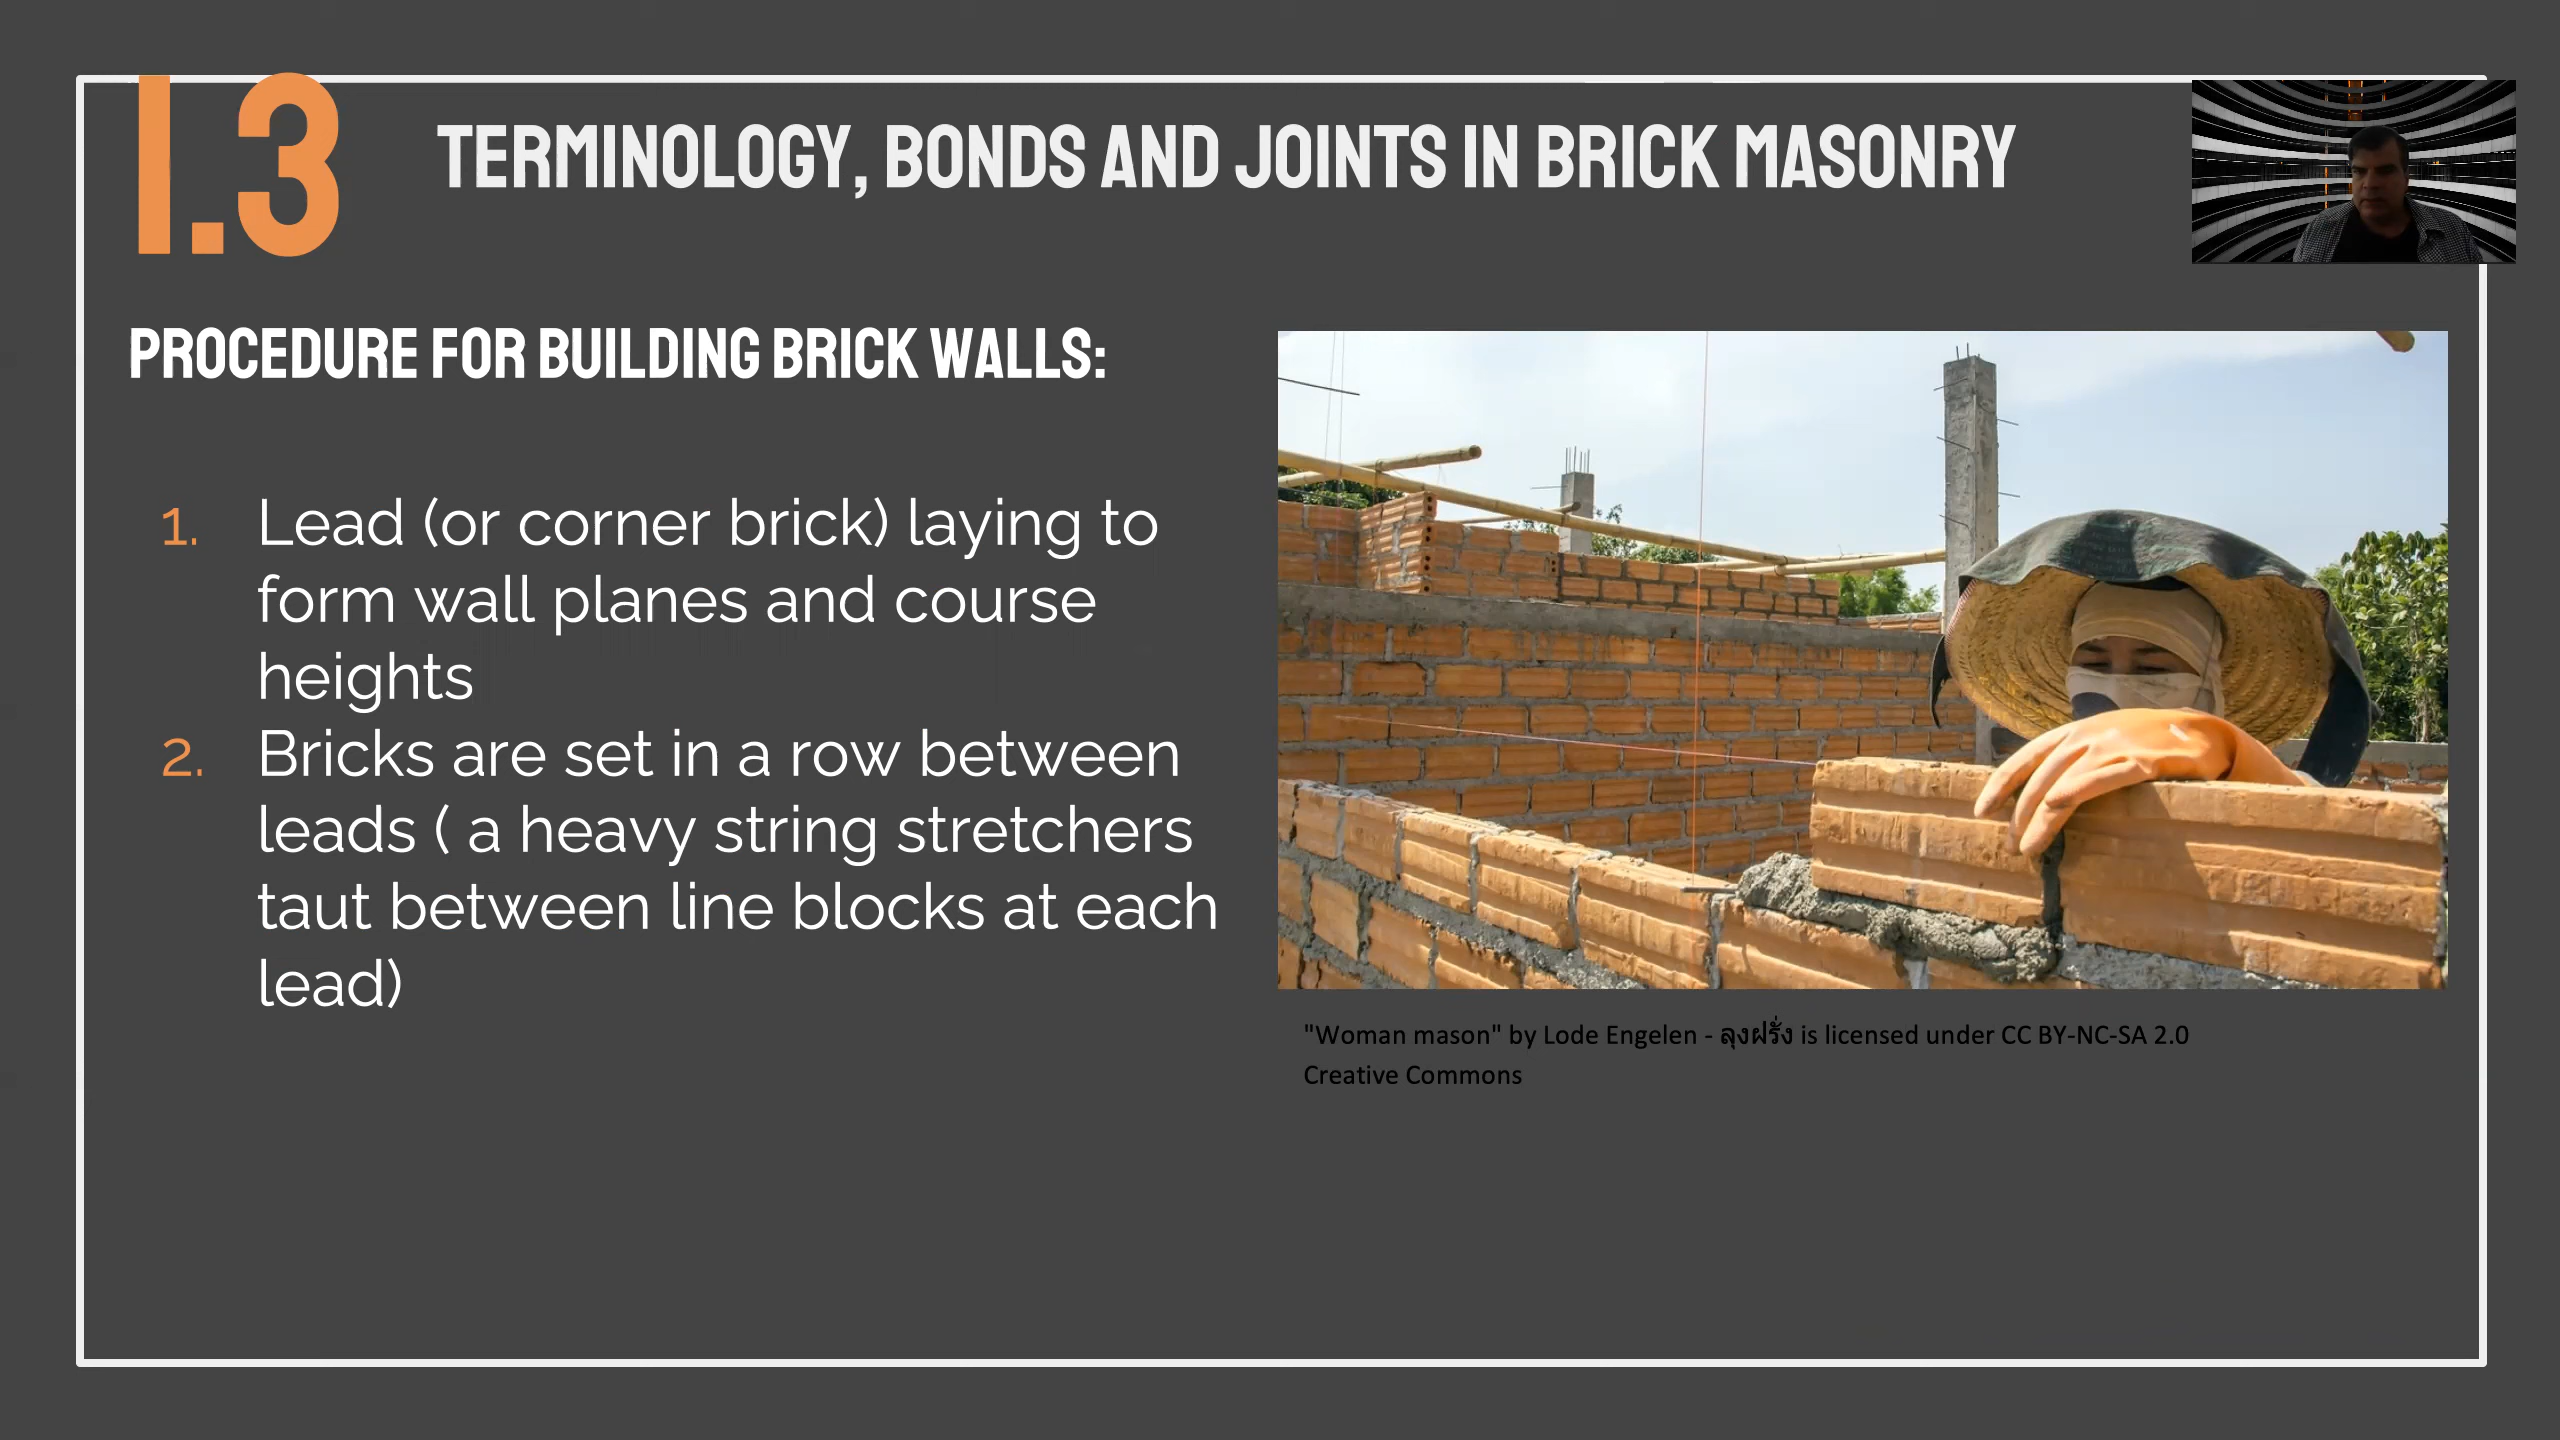 1.3
TERMINOLOGY, BONDS AND JOINTS IN BRICK MASONRY
PROCEDURE FOR BUILDING BRICK WALLS:
1. Lead (or corner brick) laying to
form wall planes and course
heights
2. Bricks are set in a row between
leads ( a heavy string stretchers
taut between line blocks at each
lead)
"Woman mason" by Lode Engelen - ลุงฝรั่ง is licensed under CC BY-NC-SA 2.0
Creative Commons